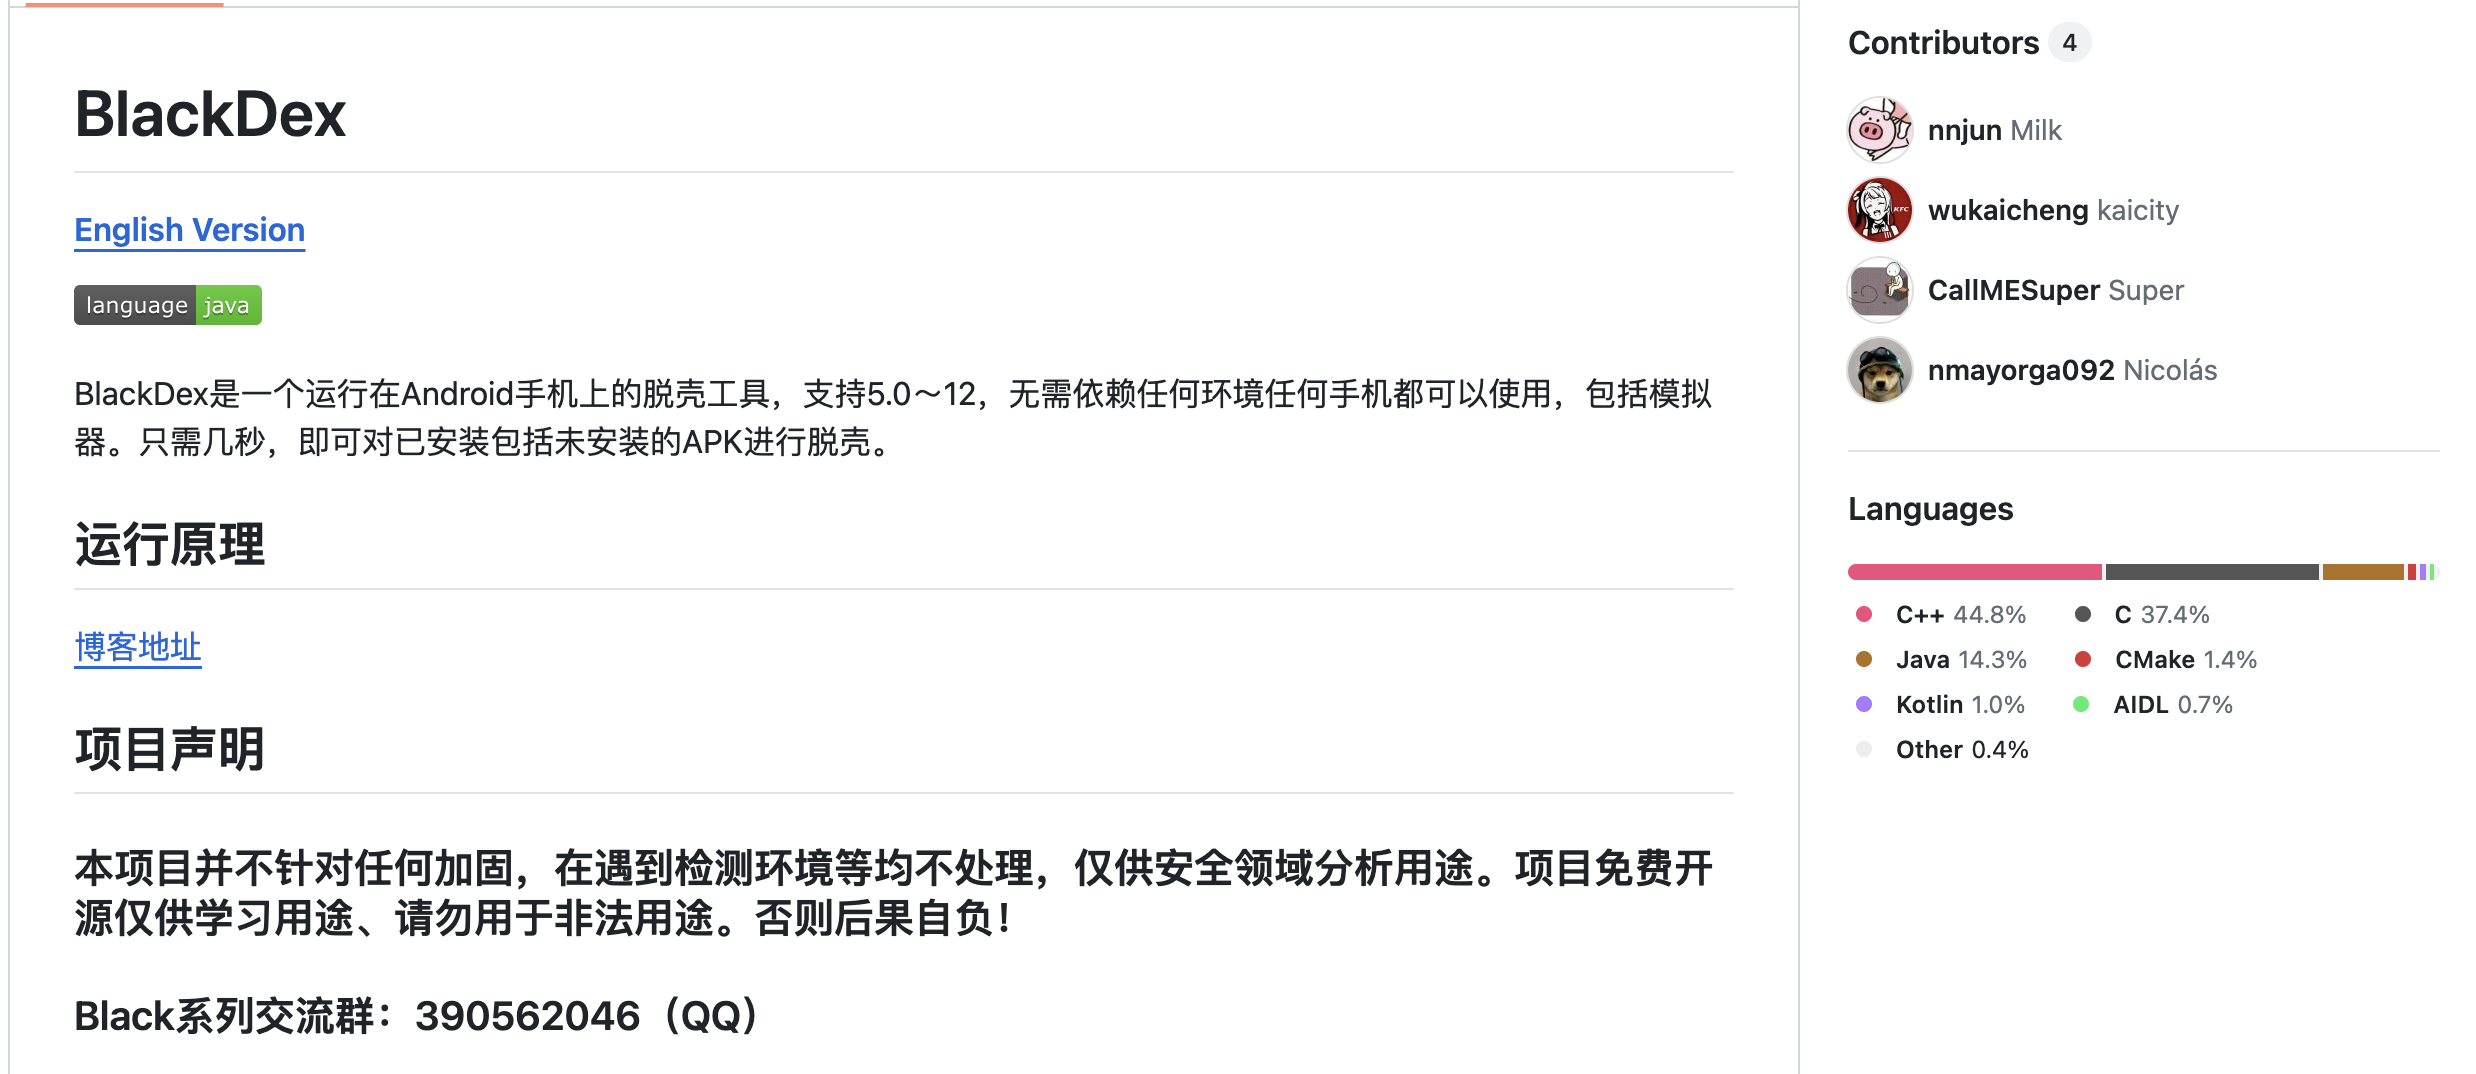 BlackDex
English Version
language java
BlackDex是一个运行在Android手机上的脱壳工具，支持5.0～12，无需依赖任何环境任何手机都可以使用，包括模拟
器。只需几秒，即可对已安装包括未安装的APK进行脱壳。
运行原理
博客地址
项目声明
本项目并不针对任何加固，在遇到检测环境等均不处理，仅供安全领域分析用途。项目免费开
源仅供学习用途、请勿用于非法用途。否则后果自负！
Black系列交流群：390562046（QQ）
Contributors 4
nnjun Milk
KFC
wukaicheng kaicity
CallMESuper Super
nmayorga092 Nicolás
Languages
C++ 44.8% C 37.4%
Java 14.3% CMake 1.4%
Kotlin 1.0% AIDL 0.7%
Other 0.4%